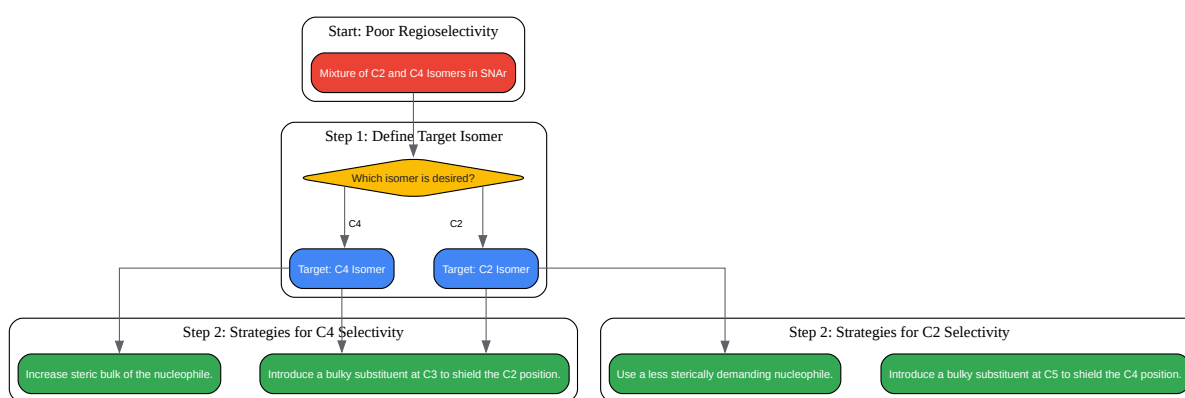 Start: Poor Regioselectivity
Mixture of C2 and C4 Isomers in SNAr
Step 1: Define Target Isomer
Which isomer is desired?
C4
C2
Target: C4 Isomer
Target: C2 Isomer
Step 2: Strategies for C4 Selectivity
Step 2: Strategies for C2 Selectivity
Increase steric bulk of the nucleophile.
Introduce a bulky substituent at C3 to shield the C2 position.
Use a less sterically demanding nucleophile.
Introduce a bulky substituent at C5 to shield the C4 position.